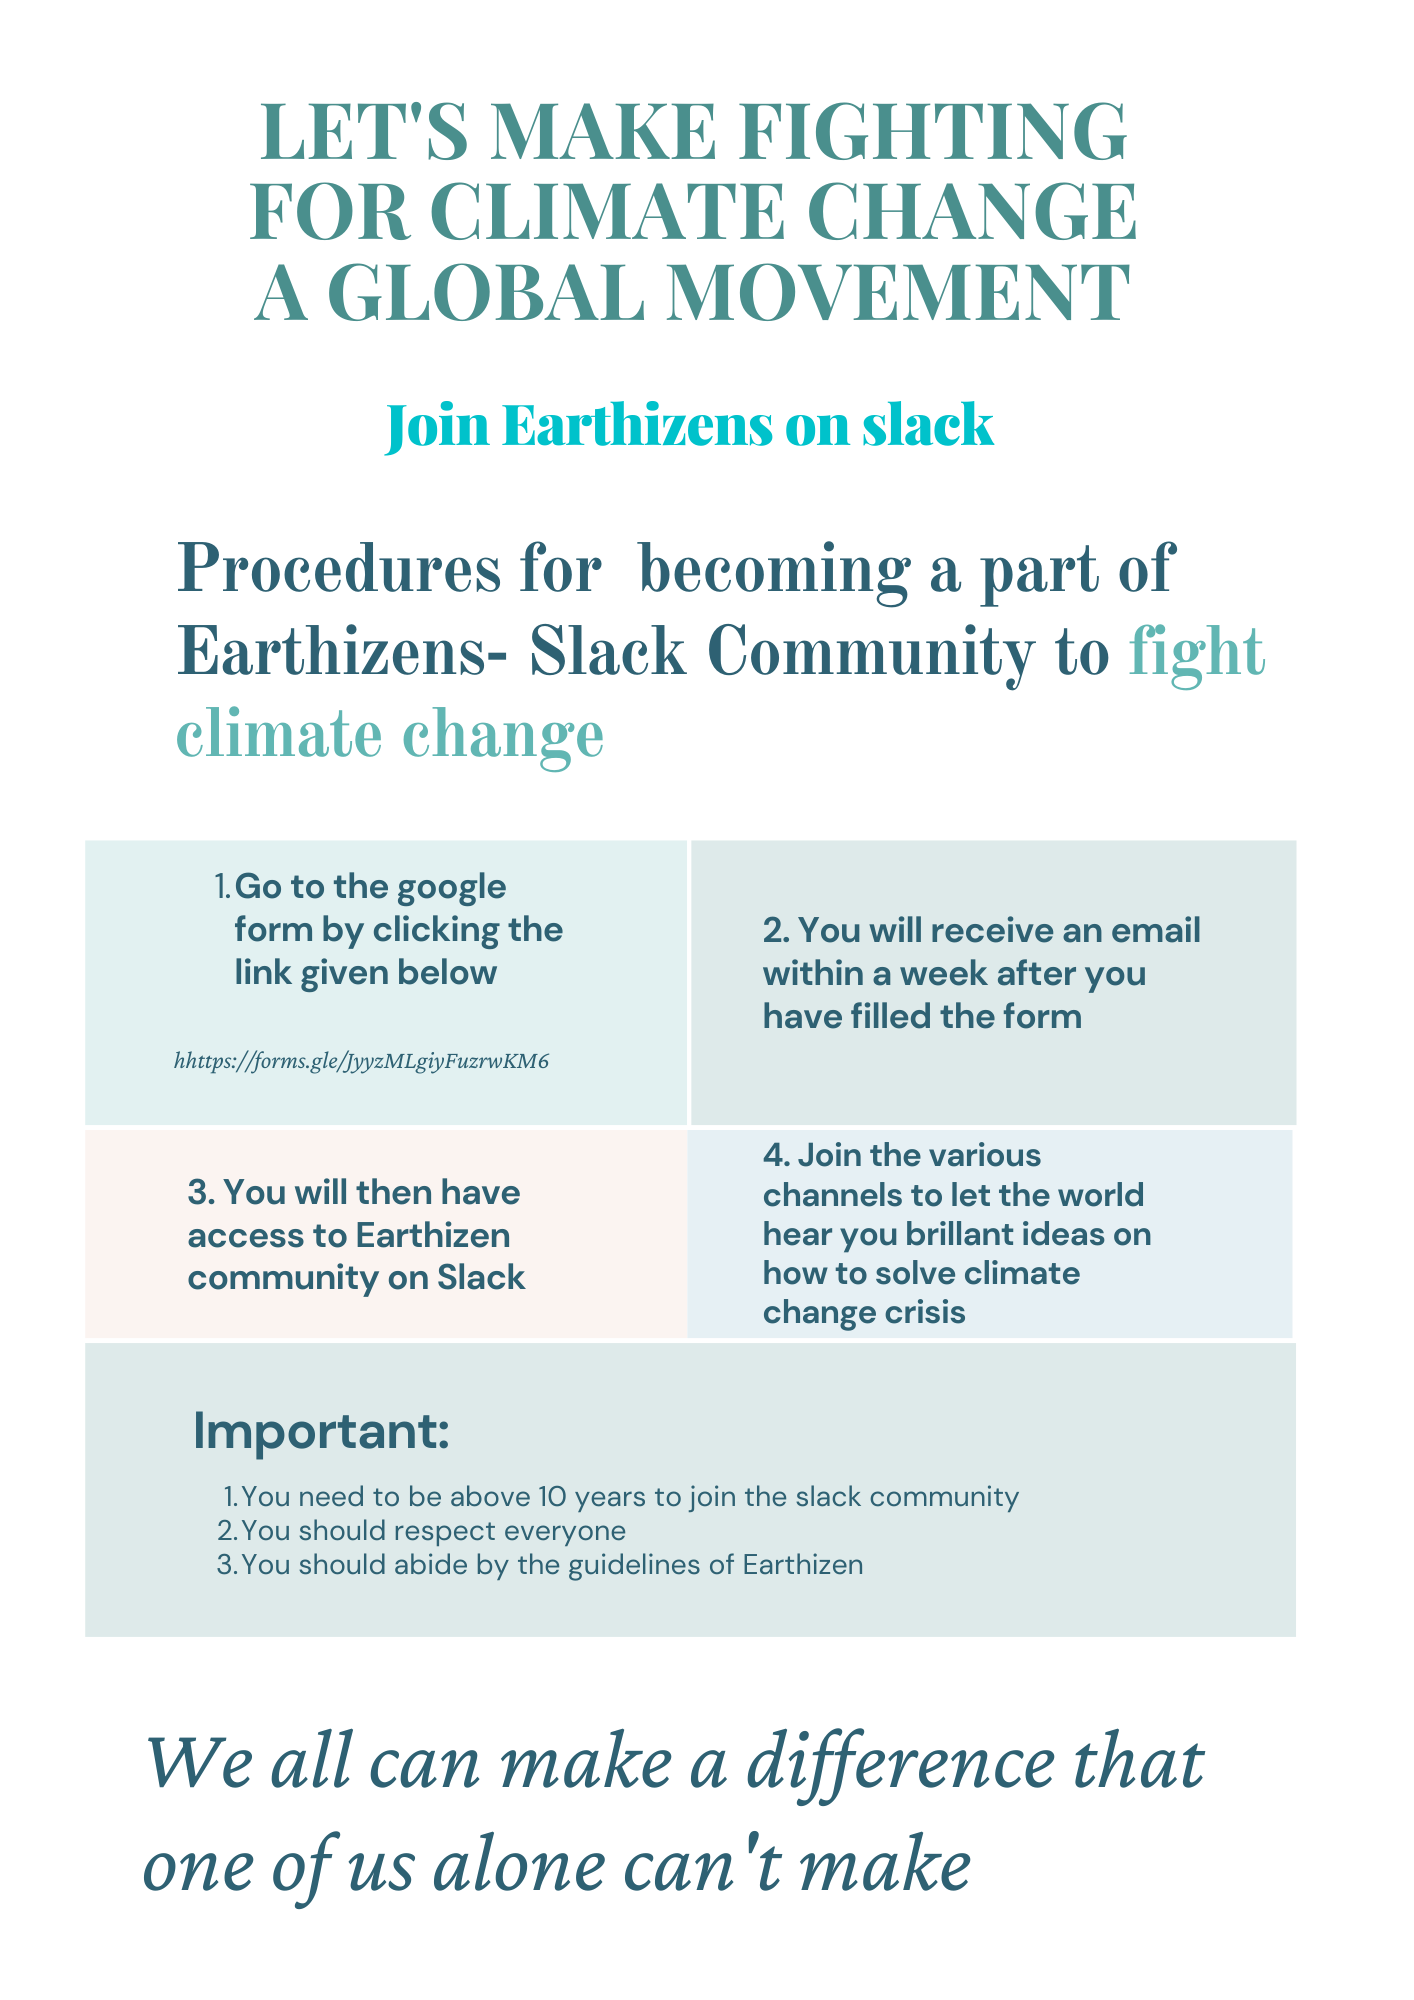 LET'S MAKE FIGHTING
FOR CLIMATE CHANGE
A GLOBAL MOVEMENT
Join Earthizens on slack
Procedures for  becoming a part of
Earthizens- Slack Community to fight
climate change
1. Go to the google
form by clicking the
link given below
hhttps://forms.gle/JyyzMLgiyFuzrwKM6
2. You will receive an email
within a week after you
have filled the form
3. You will then have
access to Earthizen
community on Slack
4. Join the various
channels to let the world
hear you brillant ideas on
how to solve climate
change crisis
Important:
1. You need to be above 10 years to join the slack community
2. You should respect everyone
3. You should abide by the guidelines of Earthizen
We all can make a difference that
one of us alone can't make